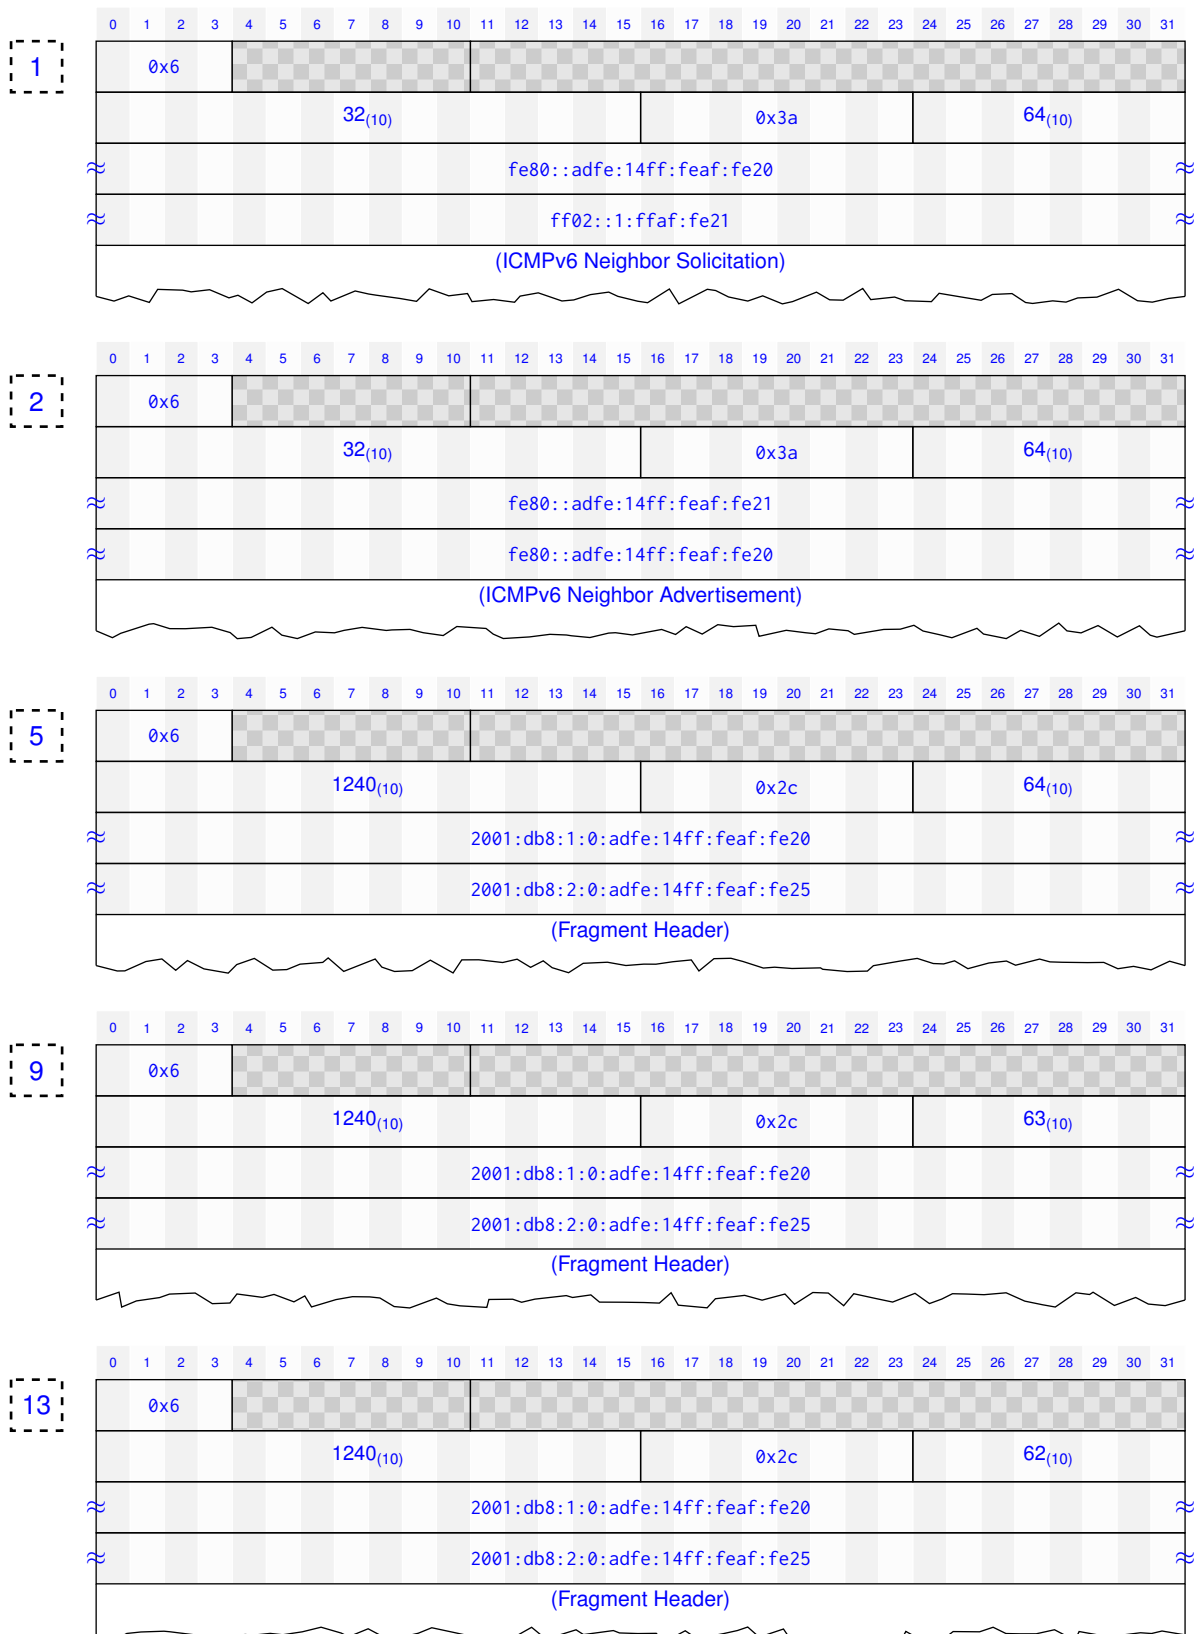 0 1 2 3 4 5 6 7 8 9 10 11 12 13 14 15 16 17 18 19 20 21 22 23 24 25 26 27 28 29 30 31
1 0x6
32(10) 0x3a 64(10)
fe80::adfe:14ff:feaf:fe20
ff02::1:ffaf:fe21
(ICMPv6 Neighbor Solicitation)
0 1 2 3 4 5 6 7 8 9 10 11 12 13 14 15 16 17 18 19 20 21 22 23 24 25 26 27 28 29 30 31
2 0x6
32(10) 0x3a 64(10)
fe80::adfe:14ff:feaf:fe21
fe80::adfe:14ff:feaf:fe20
(ICMPv6 Neighbor Advertisement)
0 1 2 3 4 5 6 7 8 9 10 11 12 13 14 15 16 17 18 19 20 21 22 23 24 25 26 27 28 29 30 31
5 0x6
1240(10) 0x2c 64(10)
2001:db8:1:0:adfe:14ff:feaf:fe20
2001:db8:2:0:adfe:14ff:feaf:fe25
(Fragment Header)
0 1 2 3 4 5 6 7 8 9 10 11 12 13 14 15 16 17 18 19 20 21 22 23 24 25 26 27 28 29 30 31
9 0x6
1240(10) 0x2c 63(10)
2001:db8:1:0:adfe:14ff:feaf:fe20
2001:db8:2:0:adfe:14ff:feaf:fe25
(Fragment Header)
0 1 2 3 4 5 6 7 8 9 10 11 12 13 14 15 16 17 18 19 20 21 22 23 24 25 26 27 28 29 30 31
13 0x6
1240(10) 0x2c 62(10)
2001:db8:1:0:adfe:14ff:feaf:fe20
2001:db8:2:0:adfe:14ff:feaf:fe25
(Fragment Header)